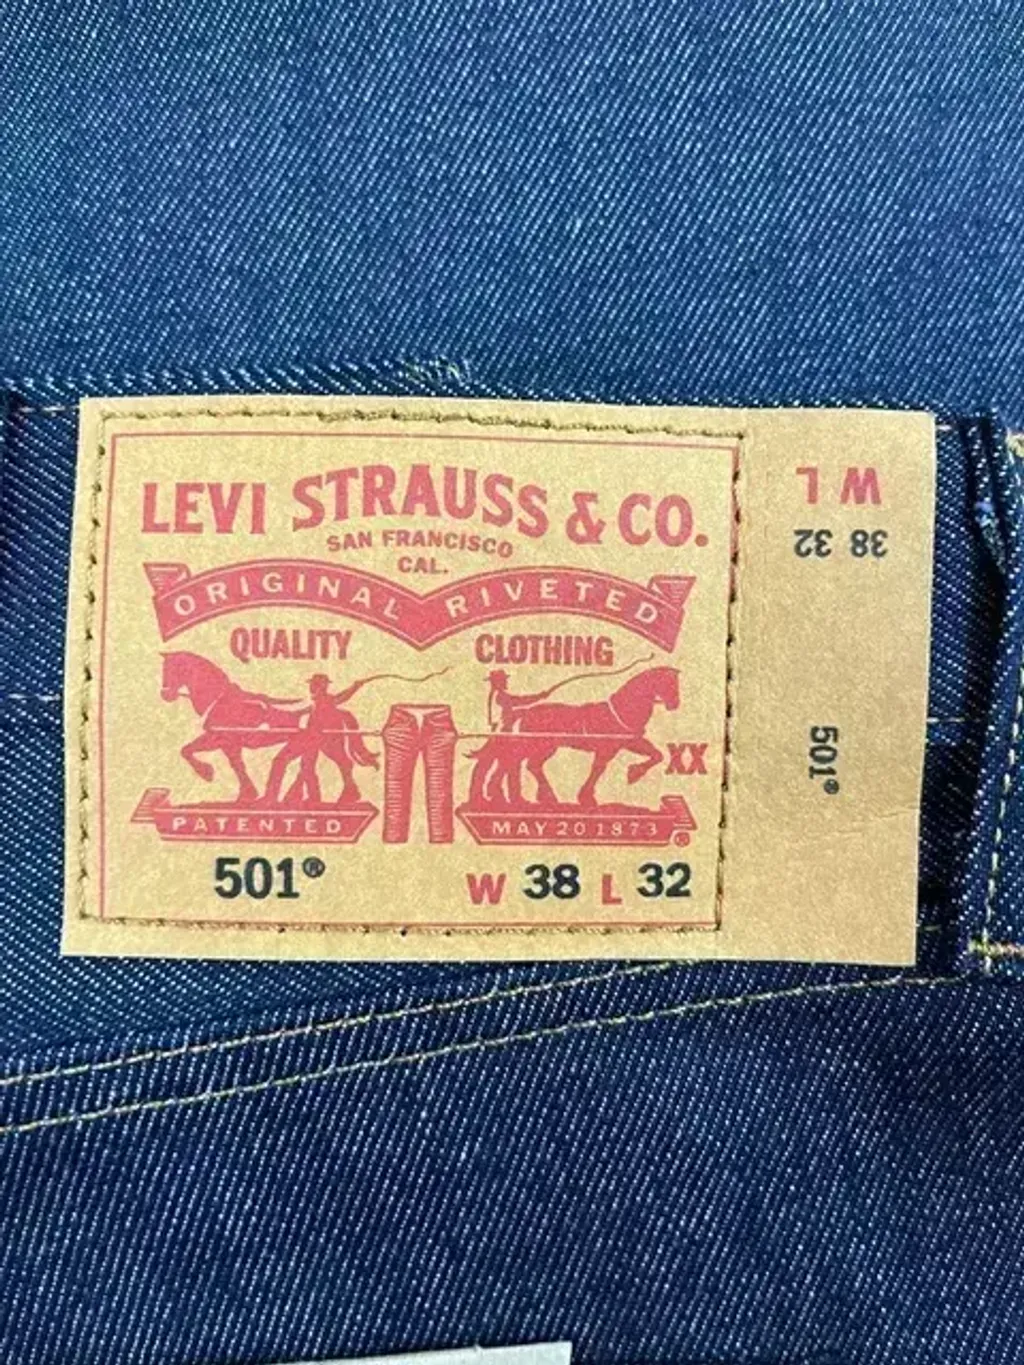 LEVI STRAUSS & CO.
SAN FRANCISCO
CAL.
ORIGINAL RIVETED
QUALITY CLOTHING
XX
PATENTED MAY 20 1873 ®
501® W 38 L 32
W L
38 32
501®